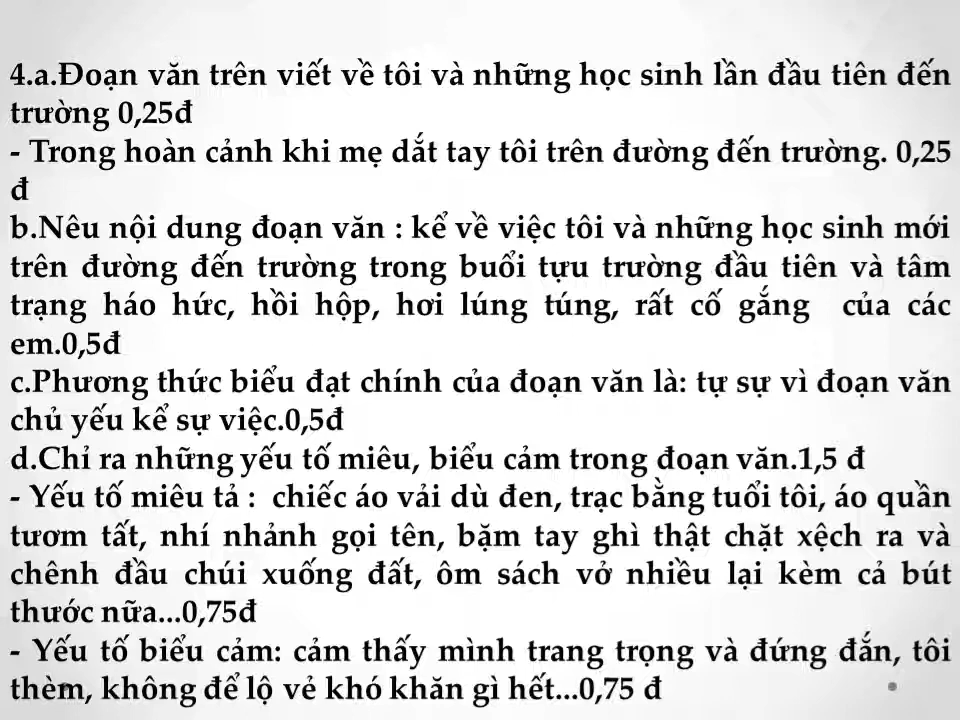 4.a.Đoạn văn trên viết về tôi và những học sinh lần đầu tiên đến
trường 0,25đ
- Trong hoàn cảnh khi mẹ dắt tay tôi trên đường đến trường. 0,25
đ
b.Nêu nội dung đoạn văn : kể về việc tôi và những học sinh mới
trên đường đến trường trong buổi tựu trường đầu tiên và tâm
trạng háo hức, hồi hộp, hơi lúng túng, rất cố gắng của các
em.0,5đ
c.Phương thức biểu đạt chính của đoạn văn là: tự sự vì đoạn văn
chủ yếu kể sự việc.0,5đ
d.Chỉ ra những yếu tố miêu, biểu cảm trong đoạn văn.1,5 đ
- Yếu tố miêu tả : chiếc áo vải dù đen, trạc bằng tuổi tôi, áo quần
tươm tất, nhí nhảnh gọi tên, bặm tay ghì thật chặt xệch ra và
chênh đầu chúi xuống đất, ôm sách vở nhiều lại kèm cả bút
thước nữa...0,75đ
- Yếu tố biểu cảm: cảm thấy mình trang trọng và đứng đắn, tôi
thèm, không để lộ vẻ khó khăn gì hết...0,75 đ